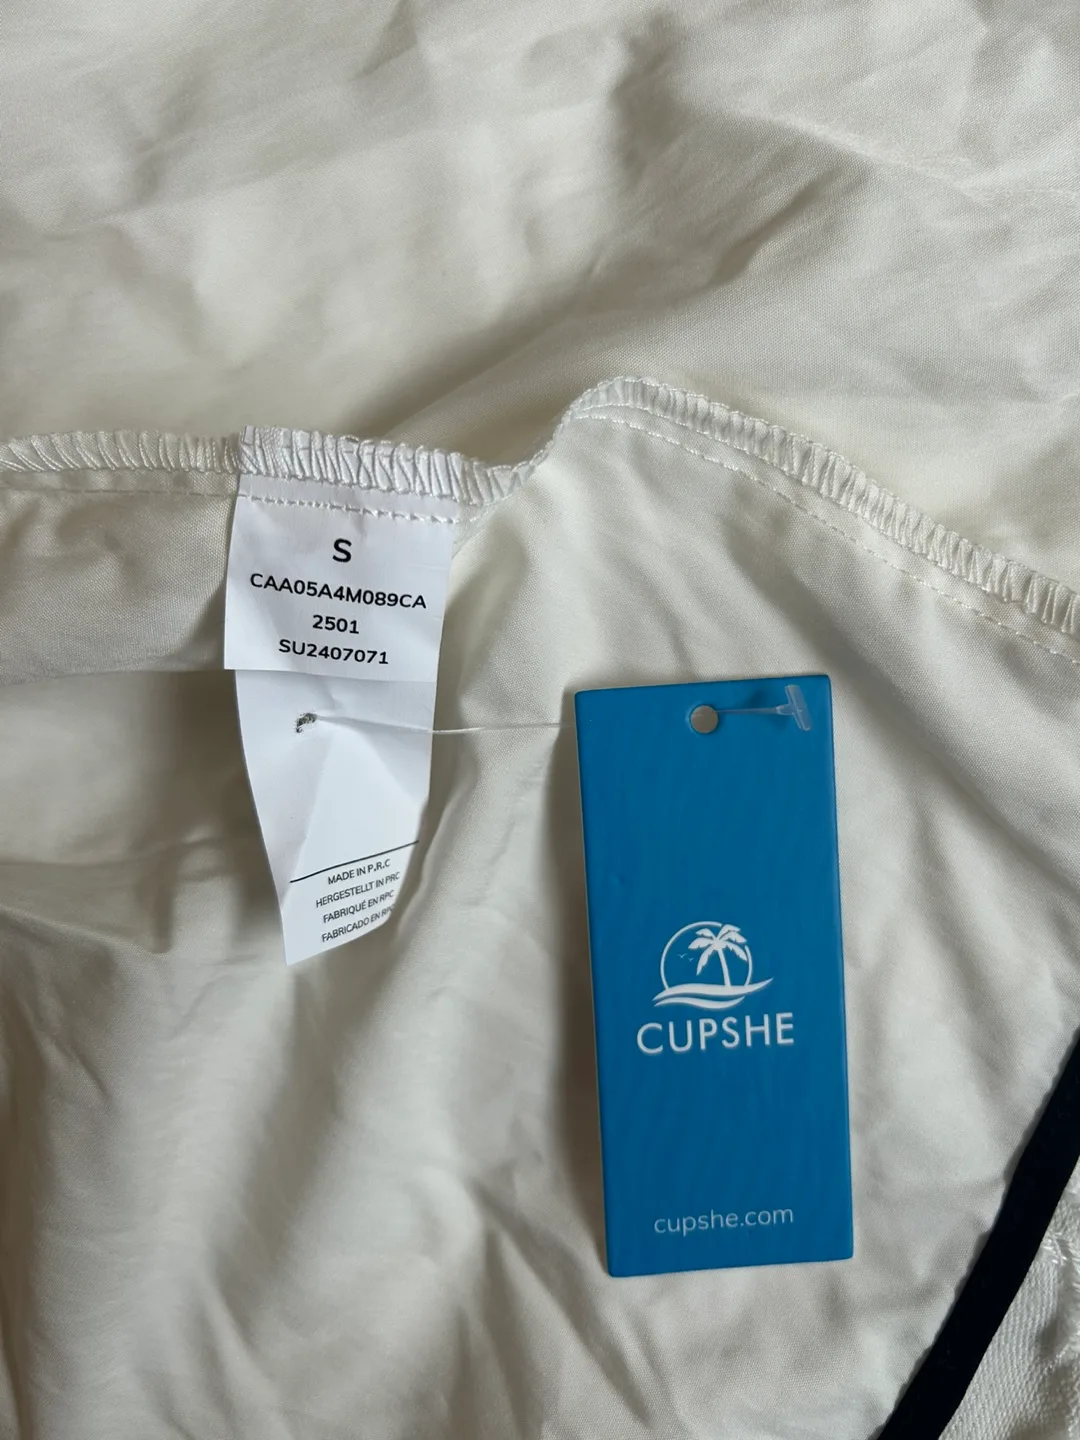 S
CAA05A4M089CA
2501
SU2407071
MADE IN P.R.C
HERGESTELLT IN PRC
FABRIQUÉ EN RPC
FABRICADO EN RPC
CUPSHE
cupshe.com